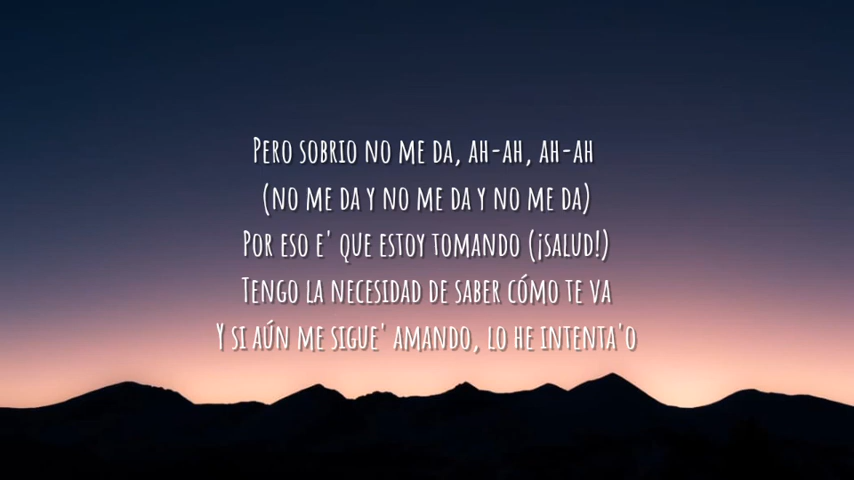 Pero sobrio no me da, ah-ah, ah-ah
(no me da y no me da y no me da)
Por eso e' que estoy tomando (¡salud!)
Tengo la necesidad de saber cómo te va
Y si aún me sigue' amando, lo he intenta'o